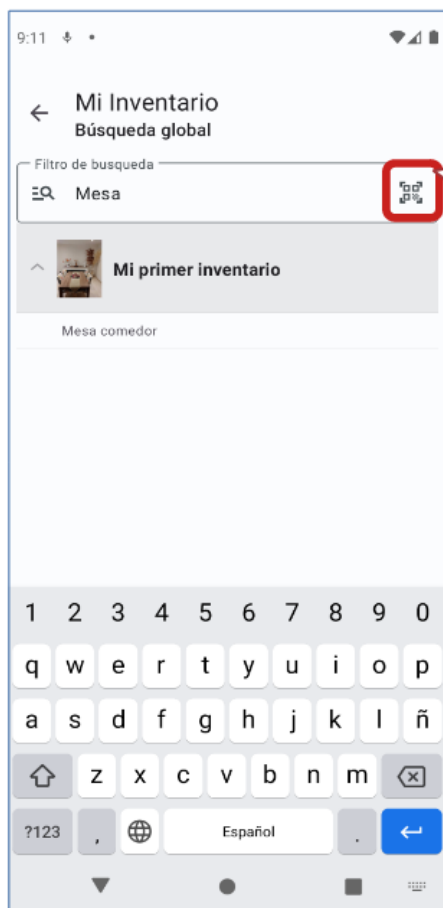 9:11
Mi Inventario
Búsqueda global
Filtro de busqueda
Mesa
Mi primer inventario
Mesa comedor
1 2 3 4 5 6 7 8 9 0
q w e r t y u i o p
a s d f g h j k l ñ
z x c v b n m
?123 , Español .